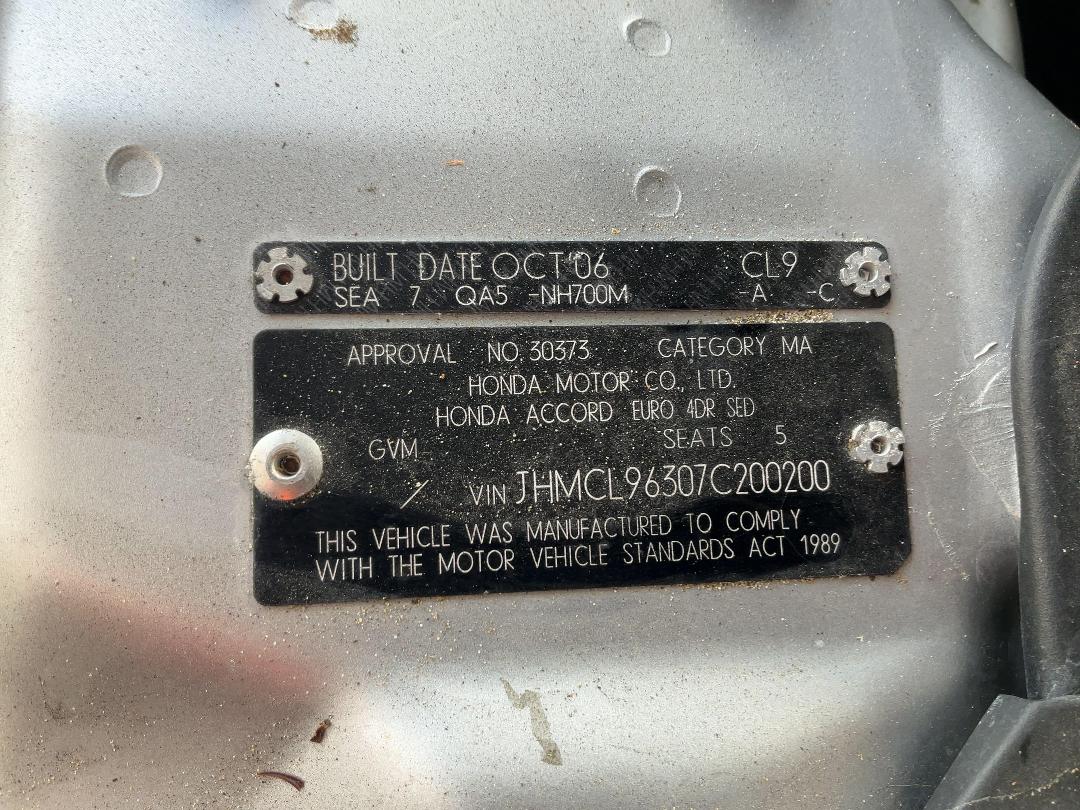 BUILT DATE OCT'06 CL9
SEA 7 QA5 -NH700M -A -C
APPROVAL NO. 30373 CATEGORY MA
HONDA MOTOR CO., LTD.
HONDA ACCORD EURO 4DR SED
GVM SEATS 5
/ VIN JHMCL96307C200200
THIS VEHICLE WAS MANUFACTURED TO COMPLY
WITH THE MOTOR VEHICLE STANDARDS ACT 1989